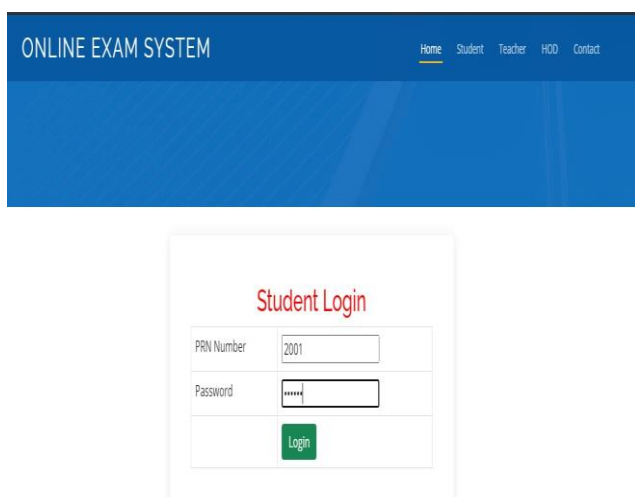 ONLINE EXAM SYSTEM
Home Student Teacher HOD Contact
Student Login
PRN Number 2001
Password ••••••
Login